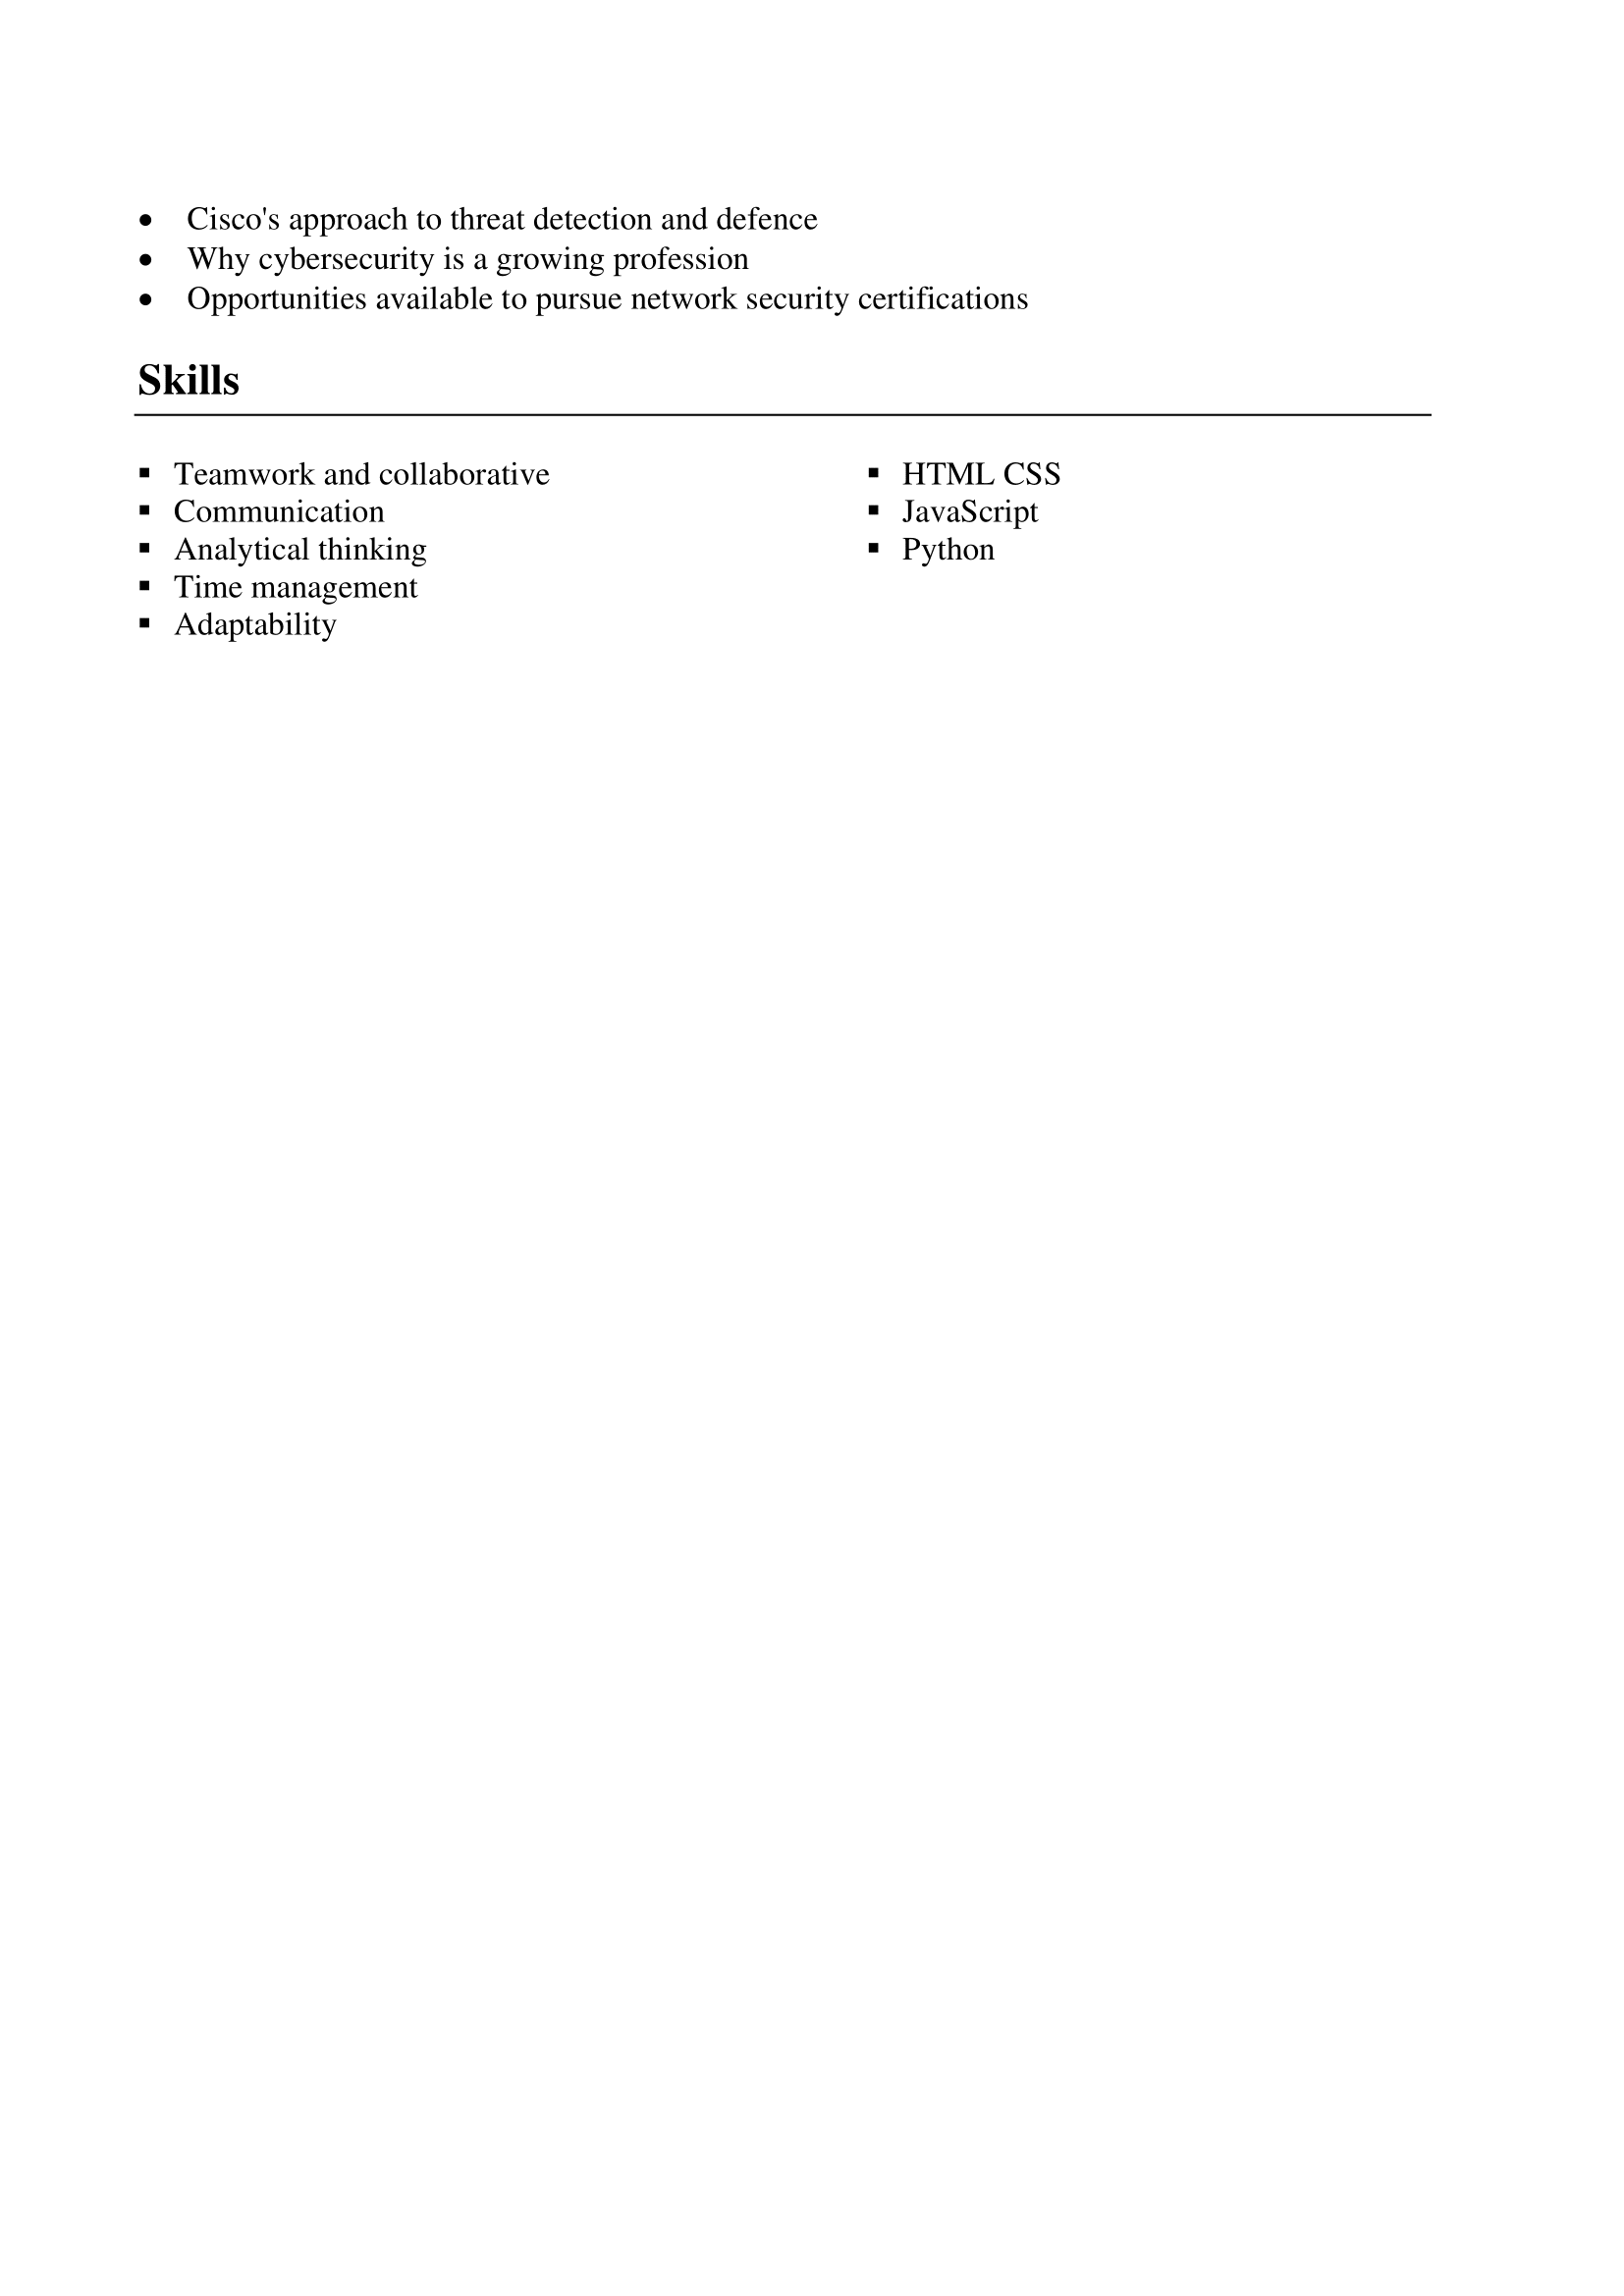 • Cisco's approach to threat detection and defence
• Why cybersecurity is a growing profession
• Opportunities available to pursue network security certifications
Skills
▪ Teamwork and collaborative
▪ Communication
▪ Analytical thinking
▪ Time management
▪ Adaptability
▪ HTML CSS
▪ JavaScript
▪ Python